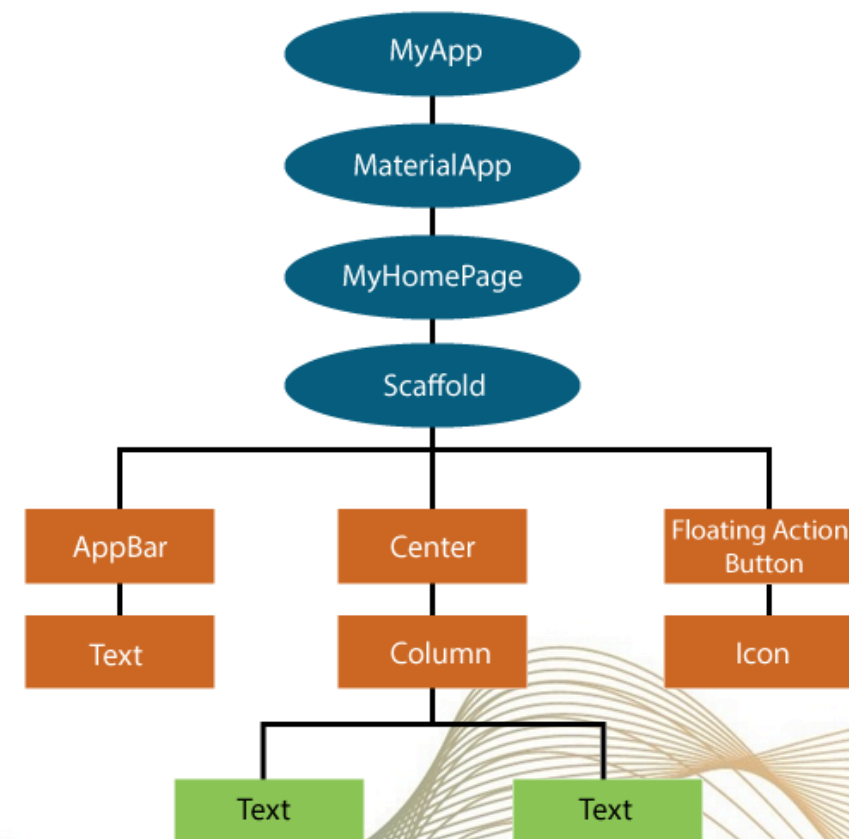 MyApp
MaterialApp
MyHomePage
Scaffold
AppBar
Center
Floating Action
Button
Text
Column
Icon
Text
Text